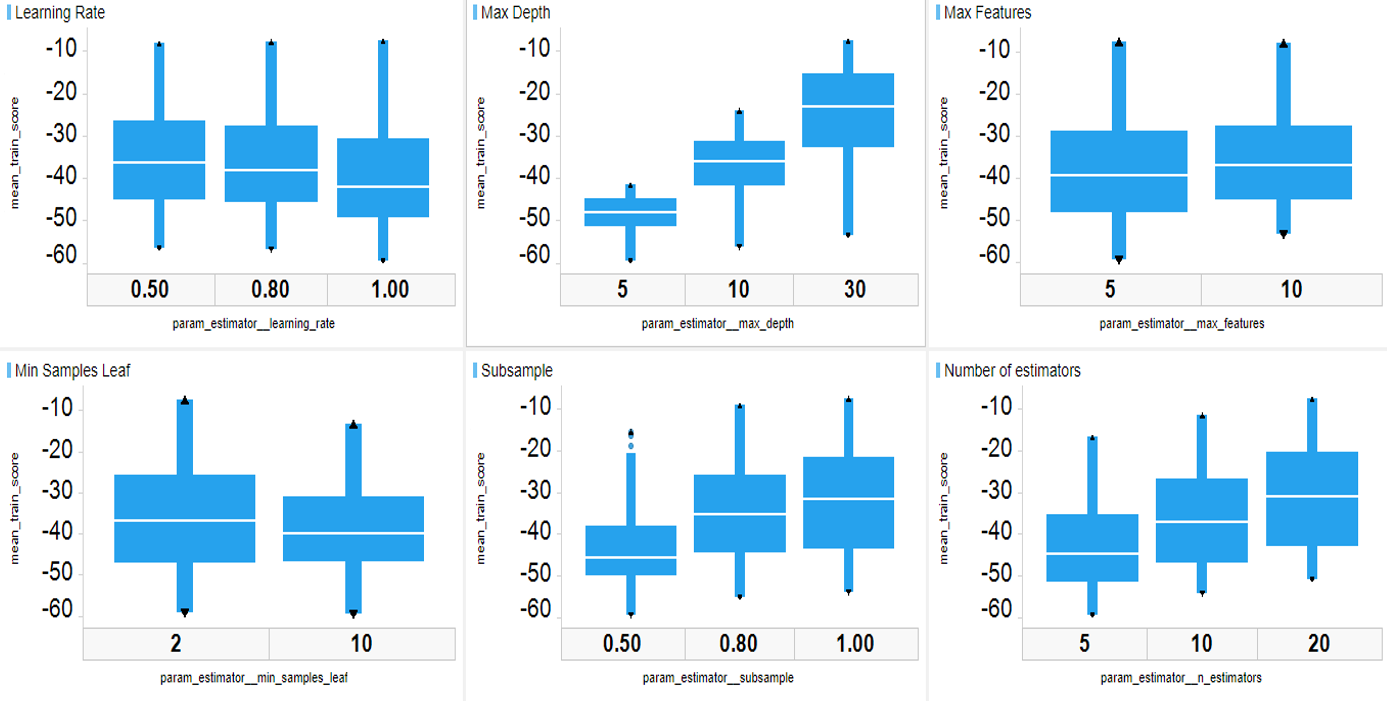 Learning Rate
mean_train_score
-10
-20
-30
-40
-50
-60
0.50 0.80 1.00
param_estimator__learning_rate
Max Depth
mean_train_score
-10
-20
-30
-40
-50
-60
5 10 30
param_estimator__max_depth
Max Features
mean_train_score
-10
-20
-30
-40
-50
-60
5 10
param_estimator__max_features
Min Samples Leaf
mean_train_score
-10
-20
-30
-40
-50
-60
2 10
param_estimator__min_samples_leaf
Subsample
mean_train_score
-10
-20
-30
-40
-50
-60
0.50 0.80 1.00
param_estimator__subsample
Number of estimators
mean_train_score
-10
-20
-30
-40
-50
-60
5 10 20
param_estimator__n_estimators